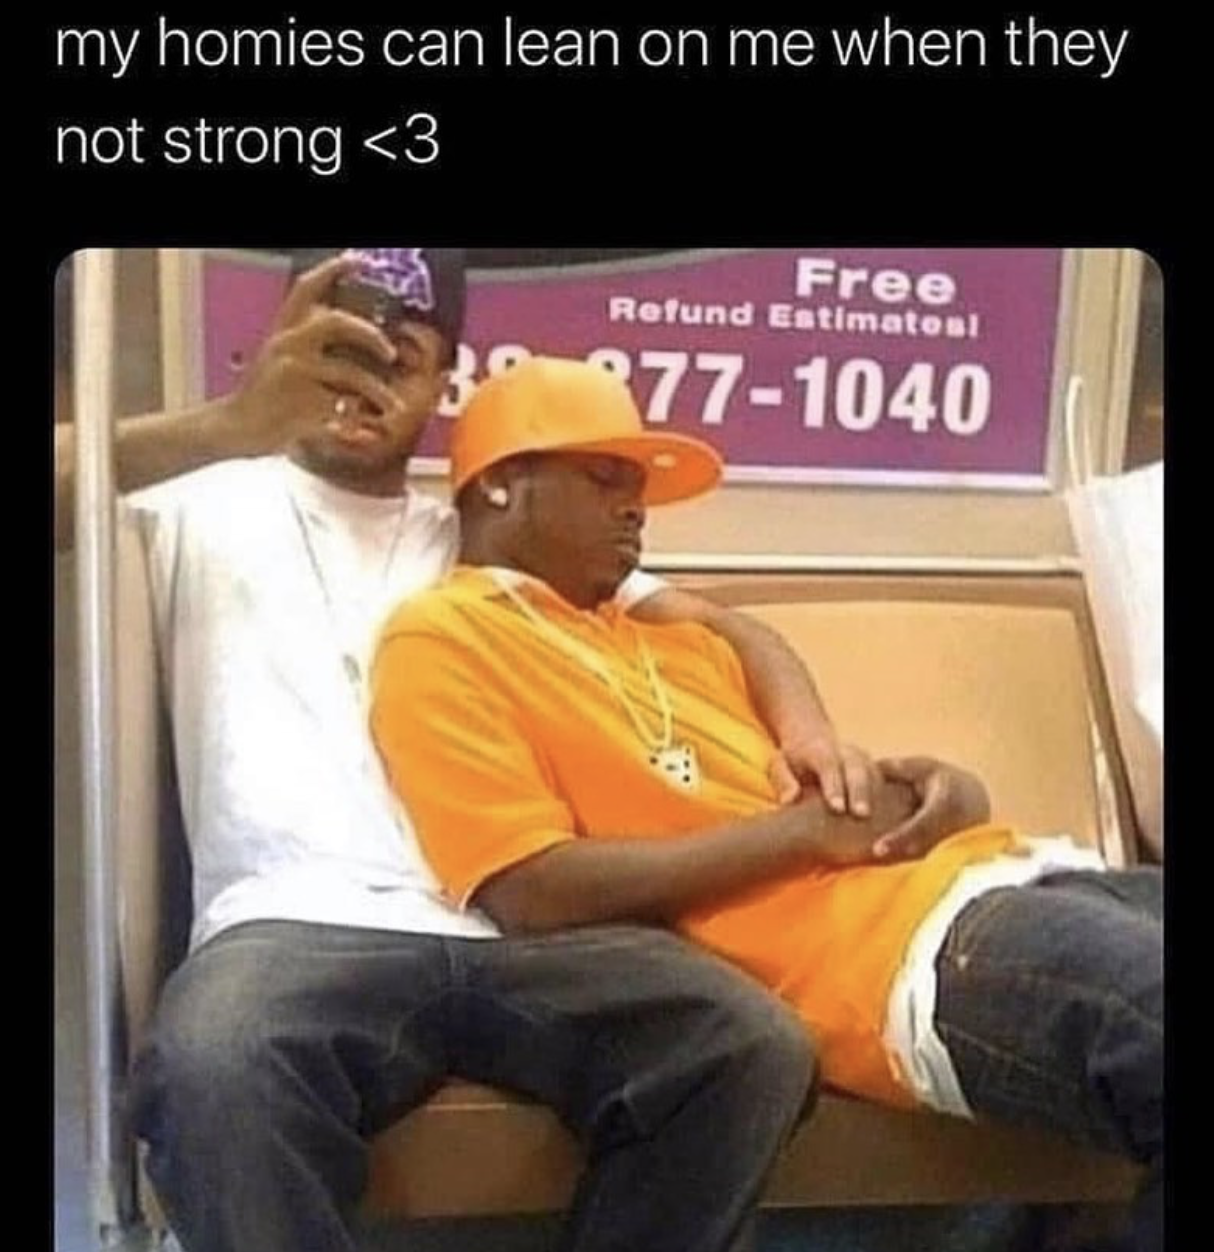 my homies can lean on me when they
not strong <3
Free
Refund Estimates!
77-1040